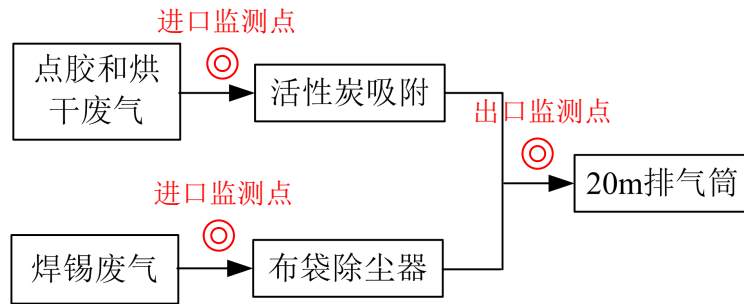 进口监测点
点胶和烘
干废气
活性炭吸附
出口监测点
20m排气筒
进口监测点
焊锡废气
布袋除尘器